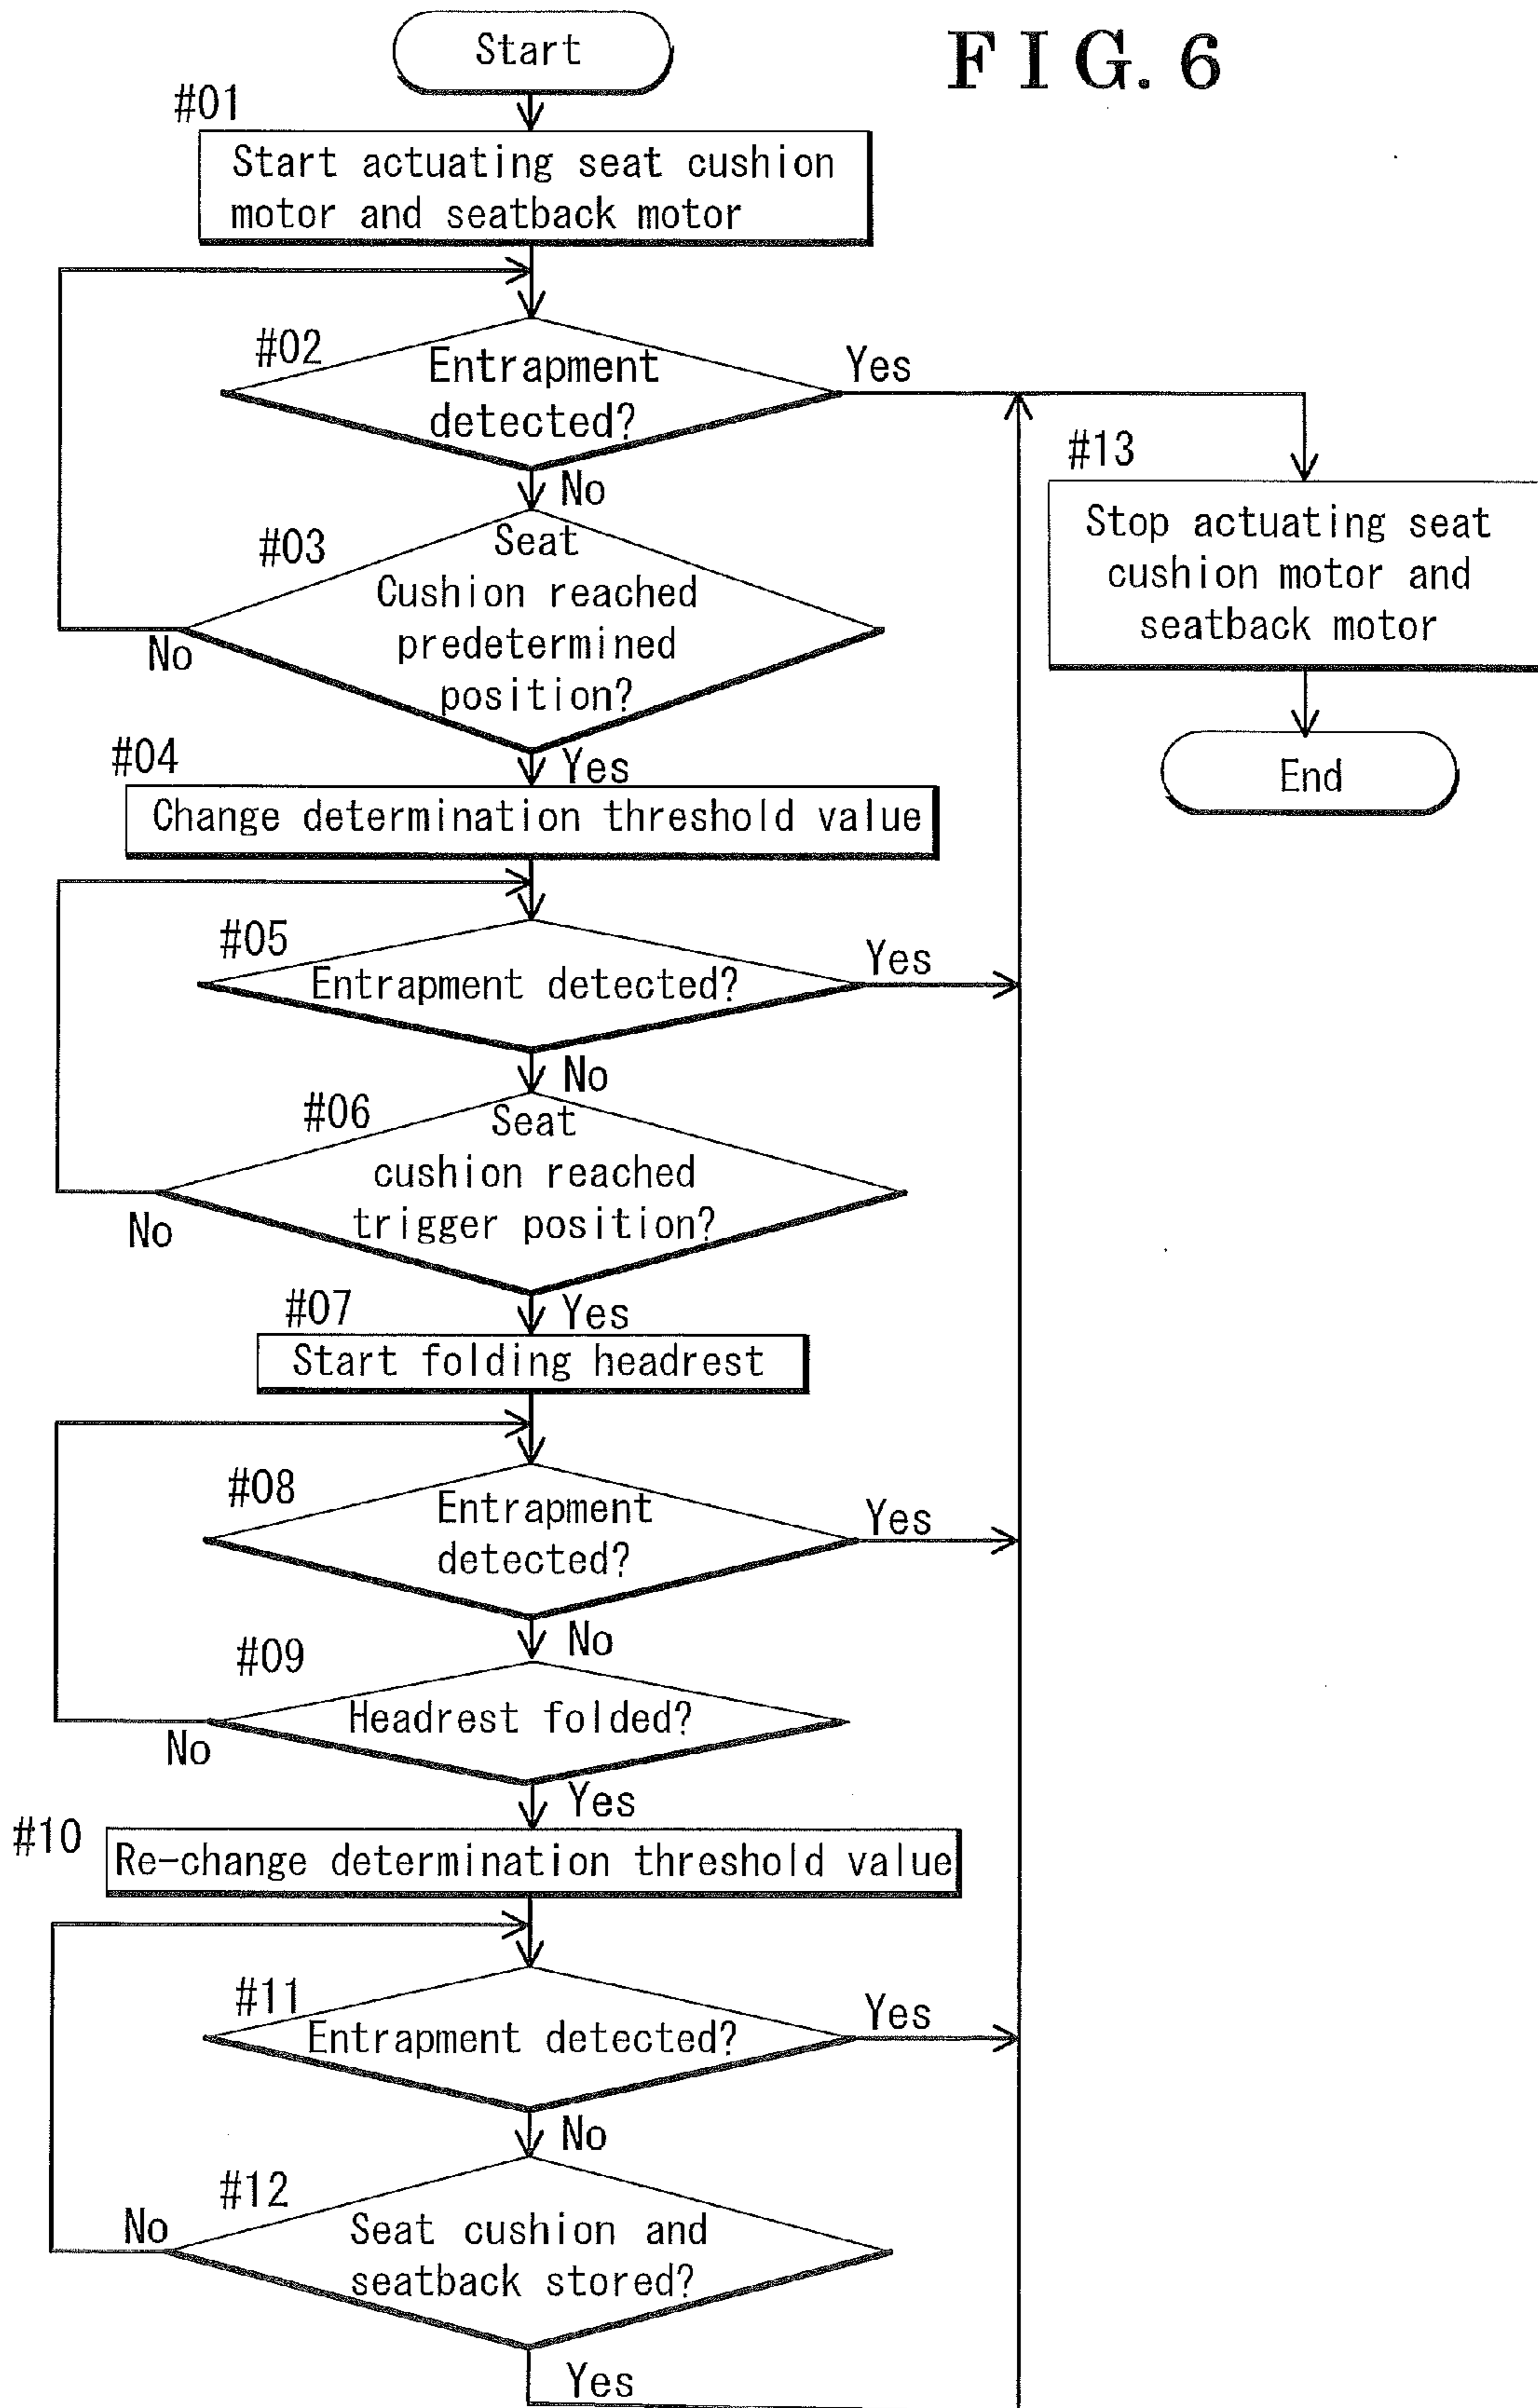 FIG. 6
Start
#01
Start actuating seat cushion
motor and seatback motor
#02
Entrapment
detected?
Yes
No
#03
Seat
Cushion reached
predetermined
position?
No
Yes
#13
Stop actuating seat
cushion motor and
seatback motor
End
#04
Change determination threshold value
#05
Entrapment detected?
Yes
No
#06
Seat
cushion reached
trigger position?
No
Yes
#07
Start folding headrest
#08
Entrapment
detected?
Yes
No
#09
Headrest folded?
No
Yes
#10
Re-change determination threshold value
#11
Entrapment detected?
Yes
No
#12
Seat cushion and
seatback stored?
No
Yes